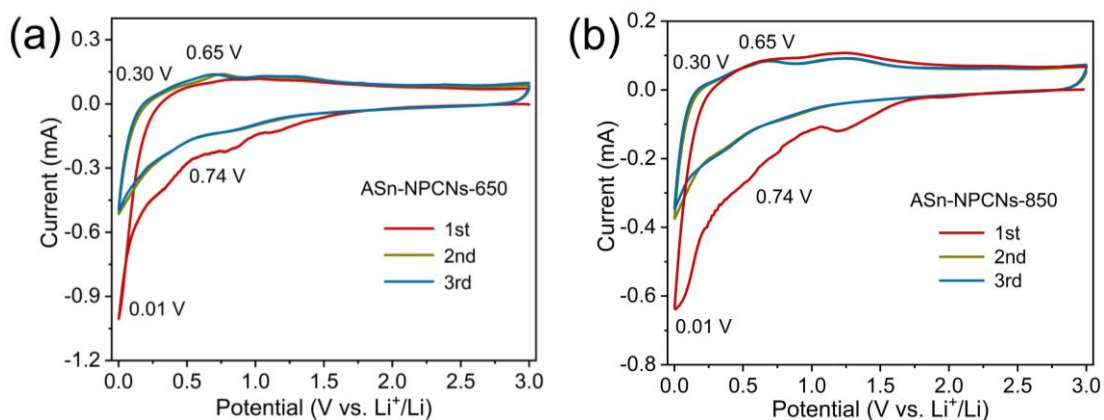 (a)
0.3
0.0
-0.3
-0.6
-0.9
-1.2
Current (mA)
0.30 V
0.65 V
0.74 V
0.01 V
ASn-NPCNs-650
1st
2nd
3rd
0.0 0.5 1.0 1.5 2.0 2.5 3.0
Potential (V vs. Li⁺/Li)
(b)
0.2
0.0
-0.2
-0.4
-0.6
-0.8
Current (mA)
0.30 V
0.65 V
0.74 V
0.01 V
ASn-NPCNs-850
1st
2nd
3rd
0.0 0.5 1.0 1.5 2.0 2.5 3.0
Potential (V vs. Li⁺/Li)